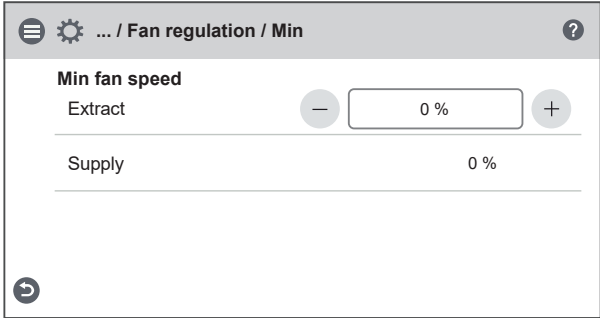 ... / Fan regulation / Min ?
Min fan speed
Extract − 0 % +
Supply 0 %